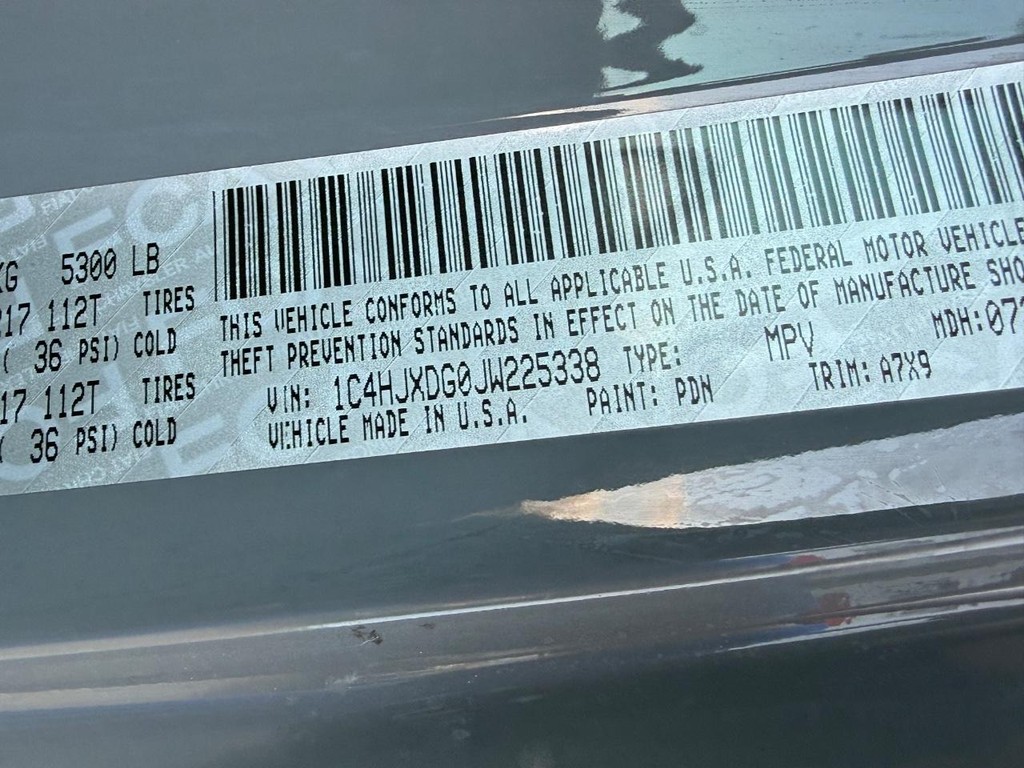 KG 5300 LB
217 112T TIRES
( 36 PSI) COLD
17 112T TIRES
( 36 PSI) COLD
THIS VEHICLE CONFORMS TO ALL APPLICABLE U.S.A. FEDERAL MOTOR VEHICLE
THEFT PREVENTION STANDARDS IN EFFECT ON THE DATE OF MANUFACTURE SHO
VIN: 1C4HJXDG0JW225338 TYPE: MPV MDH:07
VEHICLE MADE IN U.S.A. PAINT: PDN TRIM: A7X9